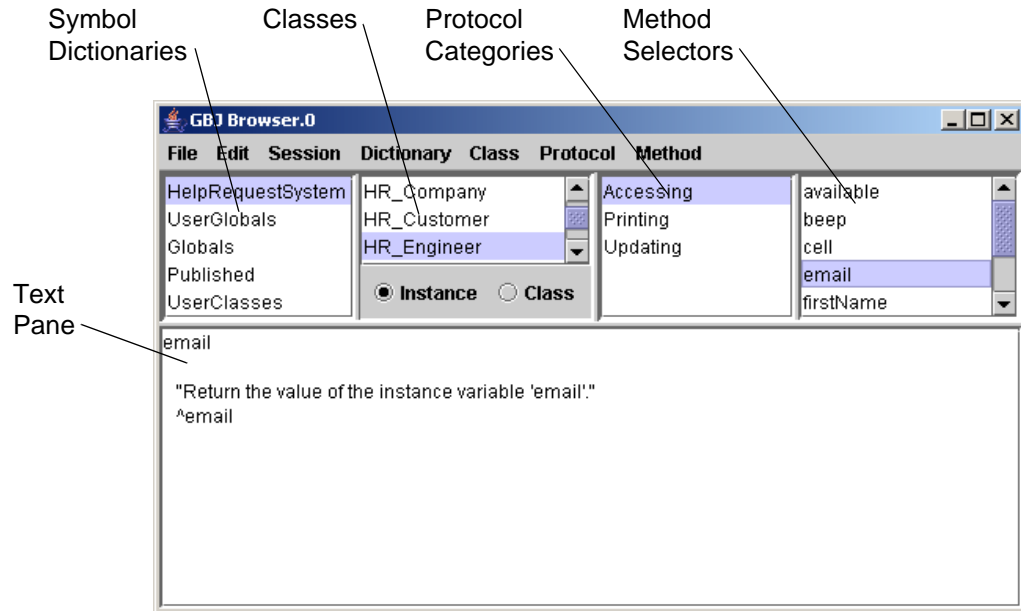 Symbol Dictionaries
Classes
Protocol Categories
Method Selectors
GBJ Browser.0
File Edit Session Dictionary Class Protocol Method
HelpRequestSystem
UserGlobals
Globals
Published
UserClasses
HR_Company
HR_Customer
HR_Engineer
Instance Class
Accessing
Printing
Updating
available
beep
cell
email
firstName
Text
Pane
email
"Return the value of the instance variable 'email'."
^email